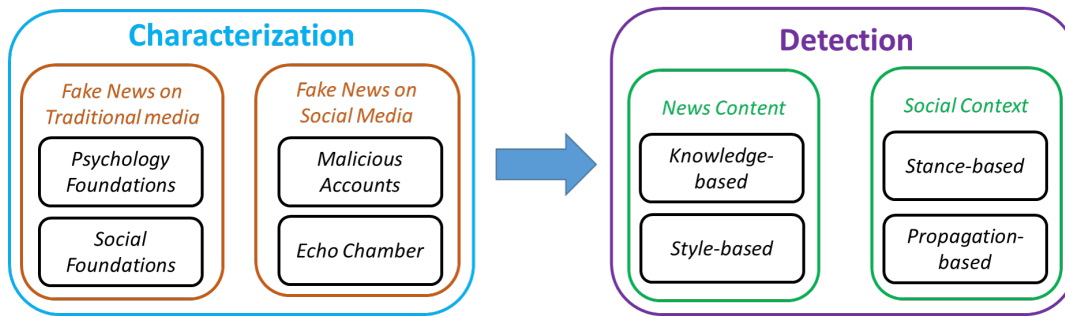 Characterization
Fake News on
Traditional media
Psychology
Foundations
Social
Foundations
Fake News on
Social Media
Malicious
Accounts
Echo Chamber
Detection
News Content
Knowledge-
based
Style-based
Social Context
Stance-based
Propagation-
based